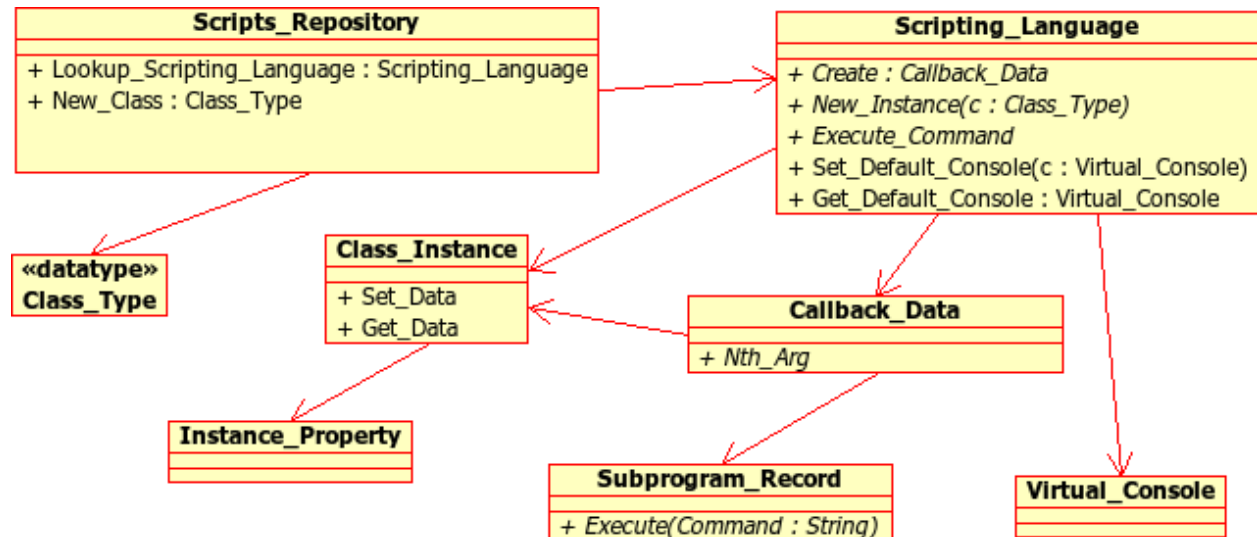 Scripts_Repository
+ Lookup_Scripting_Language : Scripting_Language
+ New_Class : Class_Type
Scripting_Language
+ Create : Callback_Data
+ New_Instance(c : Class_Type)
+ Execute_Command
+ Set_Default_Console(c : Virtual_Console)
+ Get_Default_Console : Virtual_Console
«datatype»
Class_Type
Class_Instance
+ Set_Data
+ Get_Data
Callback_Data
+ Nth_Arg
Instance_Property
Subprogram_Record
+ Execute(Command : String)
Virtual_Console